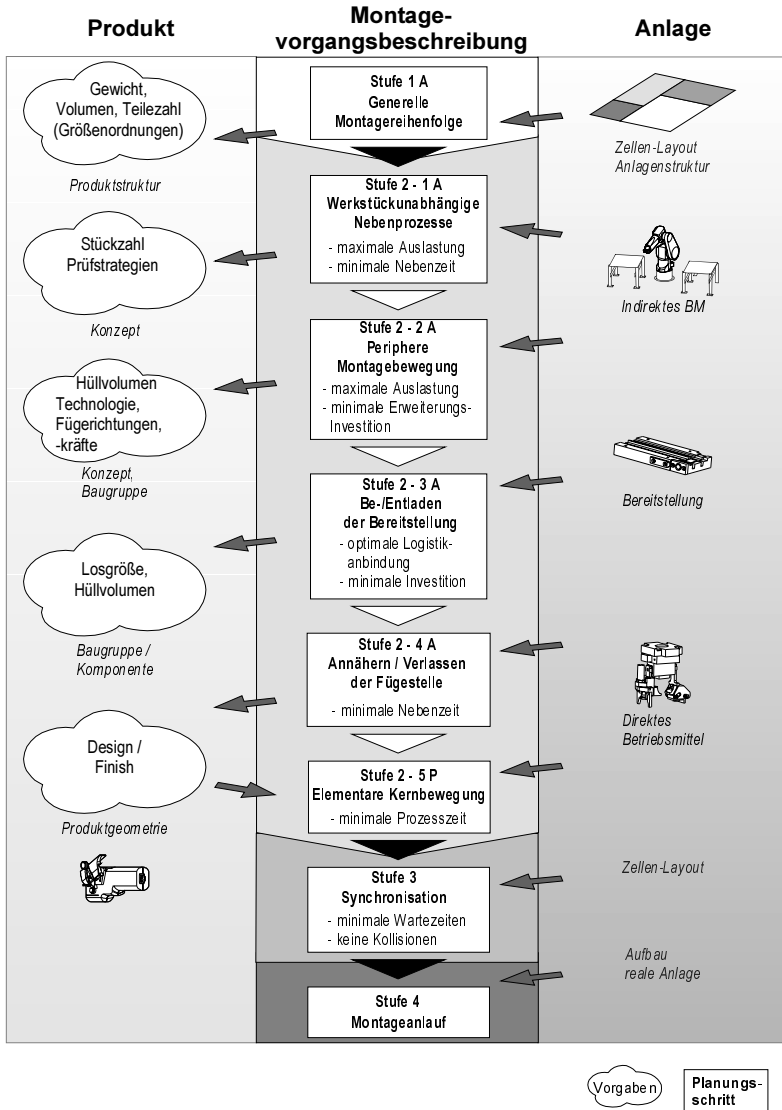 Produkt
Montage-
vorgangsbeschreibung
Anlage
Gewicht,
Volumen, Teilezahl
(Größenordnungen)
Produktstruktur
Stückzahl
Prüfstrategien
Konzept
Hüllvolumen
Technologie,
Fügerichtungen,
-kräfte
Konzept,
Baugruppe
Losgröße,
Hüllvolumen
Baugruppe /
Komponente
Design /
Finish
Produktgeometrie
Stufe 1 A
Generelle
Montagereihenfolge
Stufe 2 - 1 A
Werkstückunabhängige
Nebenprozesse
- maximale Auslastung
- minimale Nebenzeit
Stufe 2 - 2 A
Periphere
Montagebewegung
- maximale Auslastung
- minimale Erweiterungs-
Investition
Stufe 2 - 3 A
Be-/Entladen
der Bereitstellung
- optimale Logistik-
anbindung
- minimale Investition
Stufe 2 - 4 A
Annähern / Verlassen
der Fügestelle
- minimale Nebenzeit
Stufe 2 - 5 P
Elementare Kernbewegung
- minimale Prozesszeit
Stufe 3
Synchronisation
- minimale Wartezeiten
- keine Kollisionen
Stufe 4
Montageanlauf
Zellen-Layout
Anlagenstruktur
Indirektes BM
Bereitstellung
Direktes
Betriebsmittel
Zellen-Layout
Aufbau
reale Anlage
Vorgaben
Planungs-
schritt